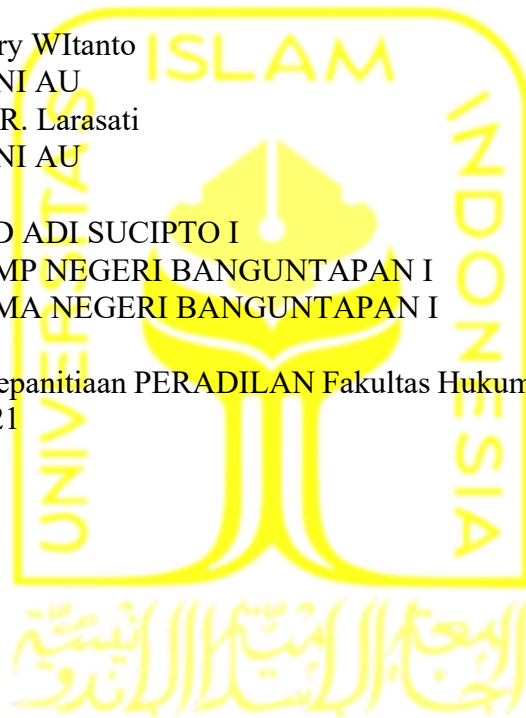 ISLAM
UNIVERSITAS
INDONESIA
ry WItanto
NI AU
R. Larasati
NI AU
D ADI SUCIPTO I
MP NEGERI BANGUNTAPAN I
MA NEGERI BANGUNTAPAN I
epanitiaan PERADILAN Fakultas Hukum
21